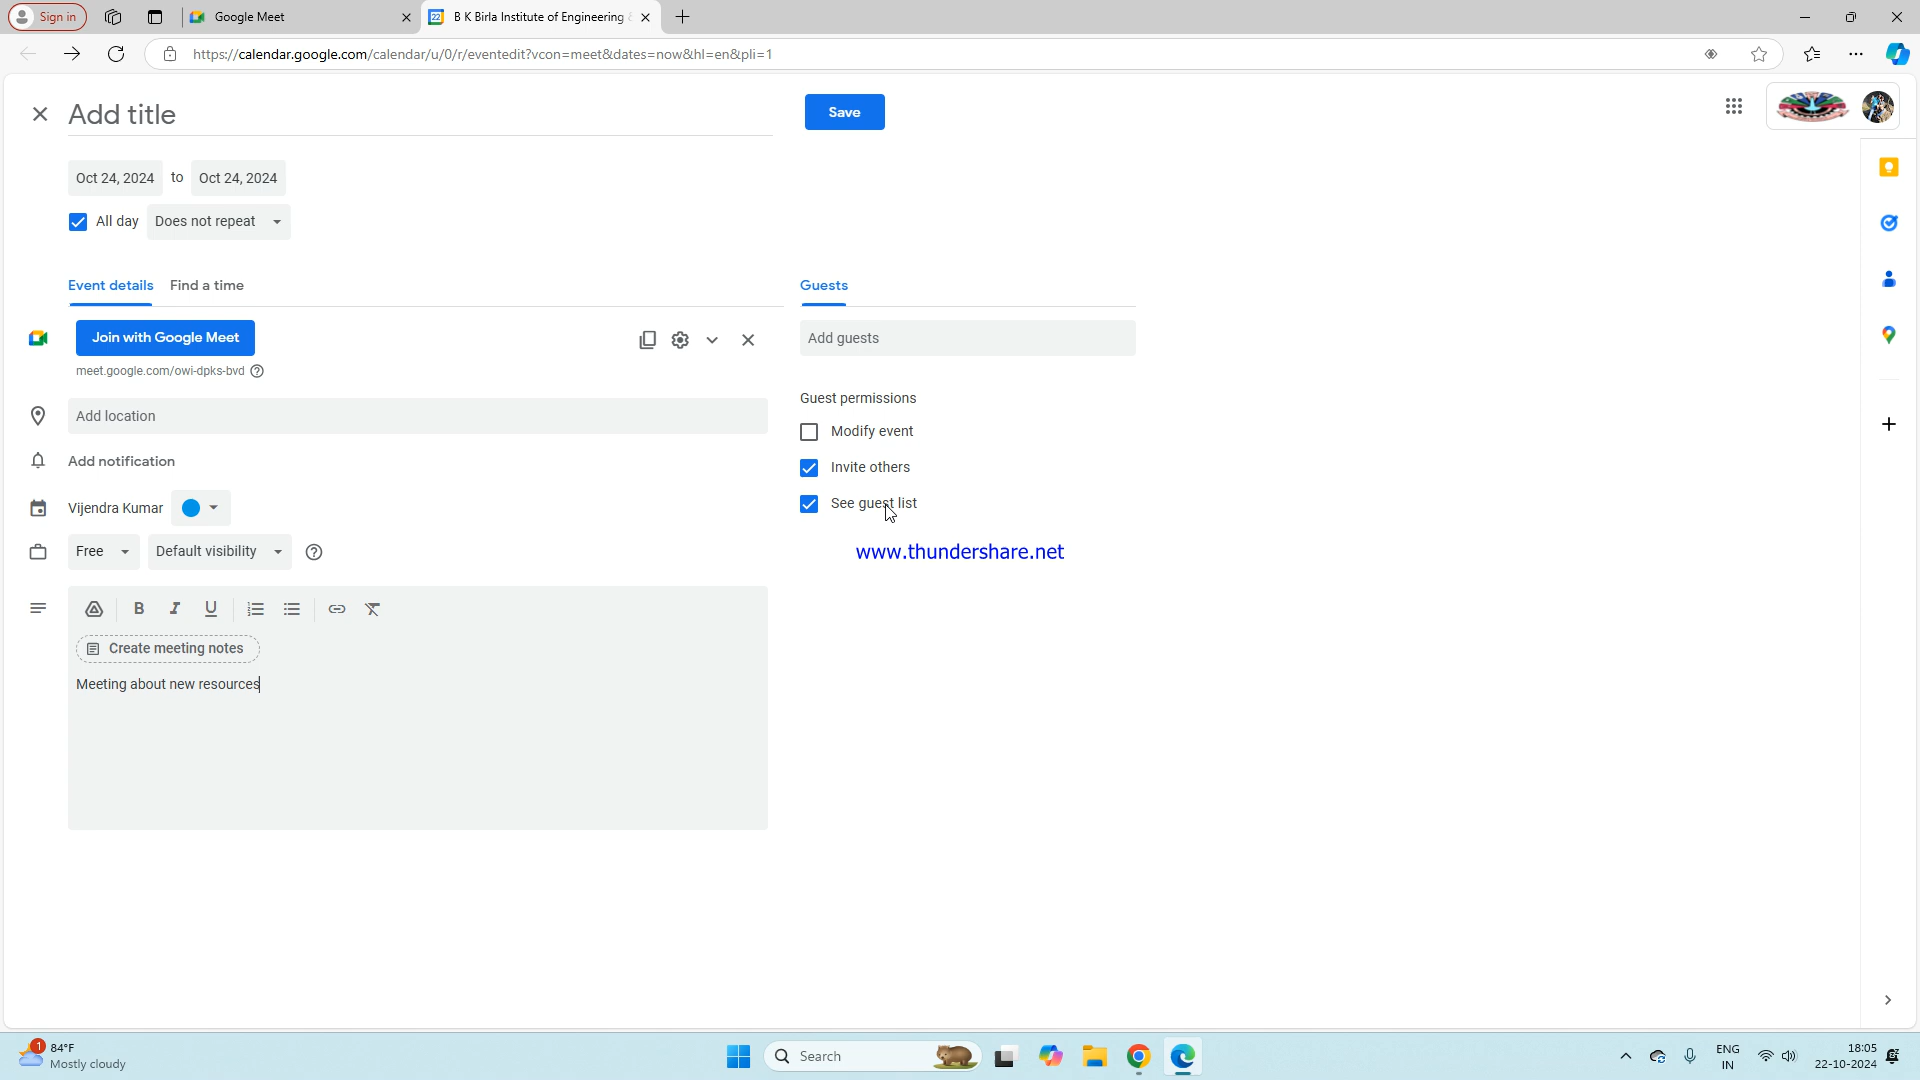 Sign in
Google Meet
B K Birla Institute of Engineering &
https://calendar.google.com/calendar/u/0/r/eventedit?vcon=meet&dates=now&hl=en&pli=1
Add title
Save
Oct 24, 2024 to Oct 24, 2024
All day Does not repeat
Event details Find a time
Guests
Join with Google Meet
Add guests
meet.google.com/owi-dpks-bvd
Guest permissions
Add location
Modify event
Add notification
Invite others
Vijendra Kumar
See guest list
Free Default visibility
www.thundershare.net
B I U
Create meeting notes
Meeting about new resources
1
84°F
Mostly cloudy
Search
ENG
IN
18:05
22-10-2024